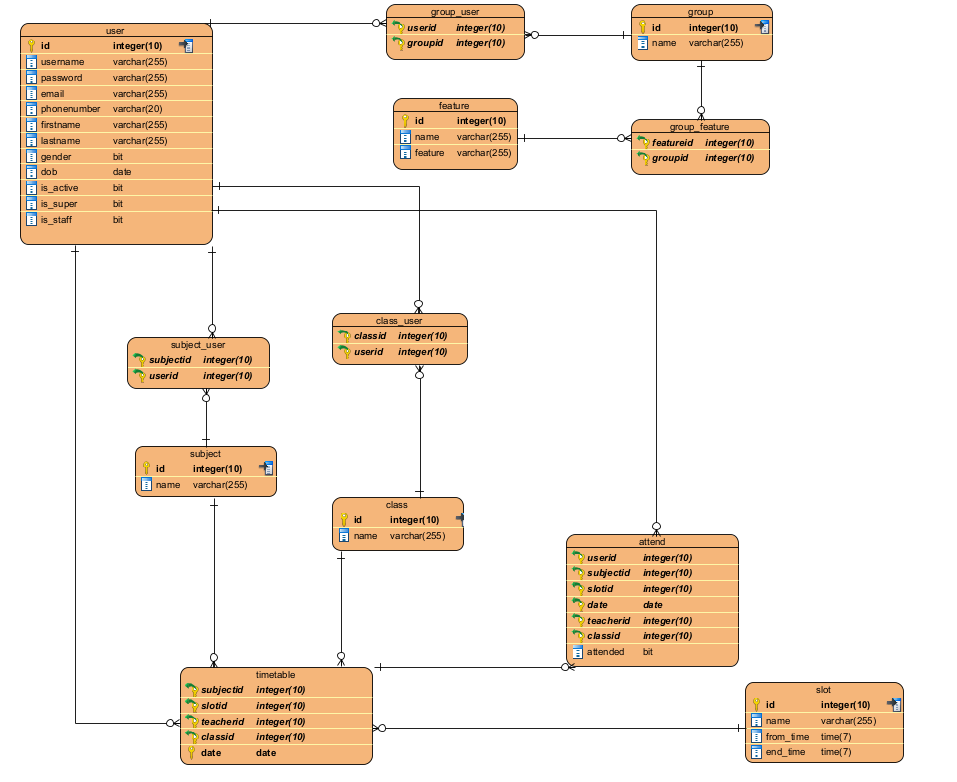 user
id integer(10)
username varchar(255)
password varchar(255)
email varchar(255)
phonenumber varchar(20)
firstname varchar(255)
lastname varchar(255)
gender bit
dob date
is_active bit
is_super bit
is_staff bit
group_user
userid integer(10)
groupid integer(10)
group
id integer(10)
name varchar(255)
feature
id integer(10)
name varchar(255)
feature varchar(255)
group_feature
featureid integer(10)
groupid integer(10)
subject_user
subjectid integer(10)
userid integer(10)
class_user
classid integer(10)
userid integer(10)
subject
id integer(10)
name varchar(255)
class
id integer(10)
name varchar(255)
attend
userid integer(10)
subjectid integer(10)
slotid integer(10)
date date
teacherid integer(10)
classid integer(10)
attended bit
timetable
subjectid integer(10)
slotid integer(10)
teacherid integer(10)
classid integer(10)
date date
slot
id integer(10)
name varchar(255)
from_time time(7)
end_time time(7)